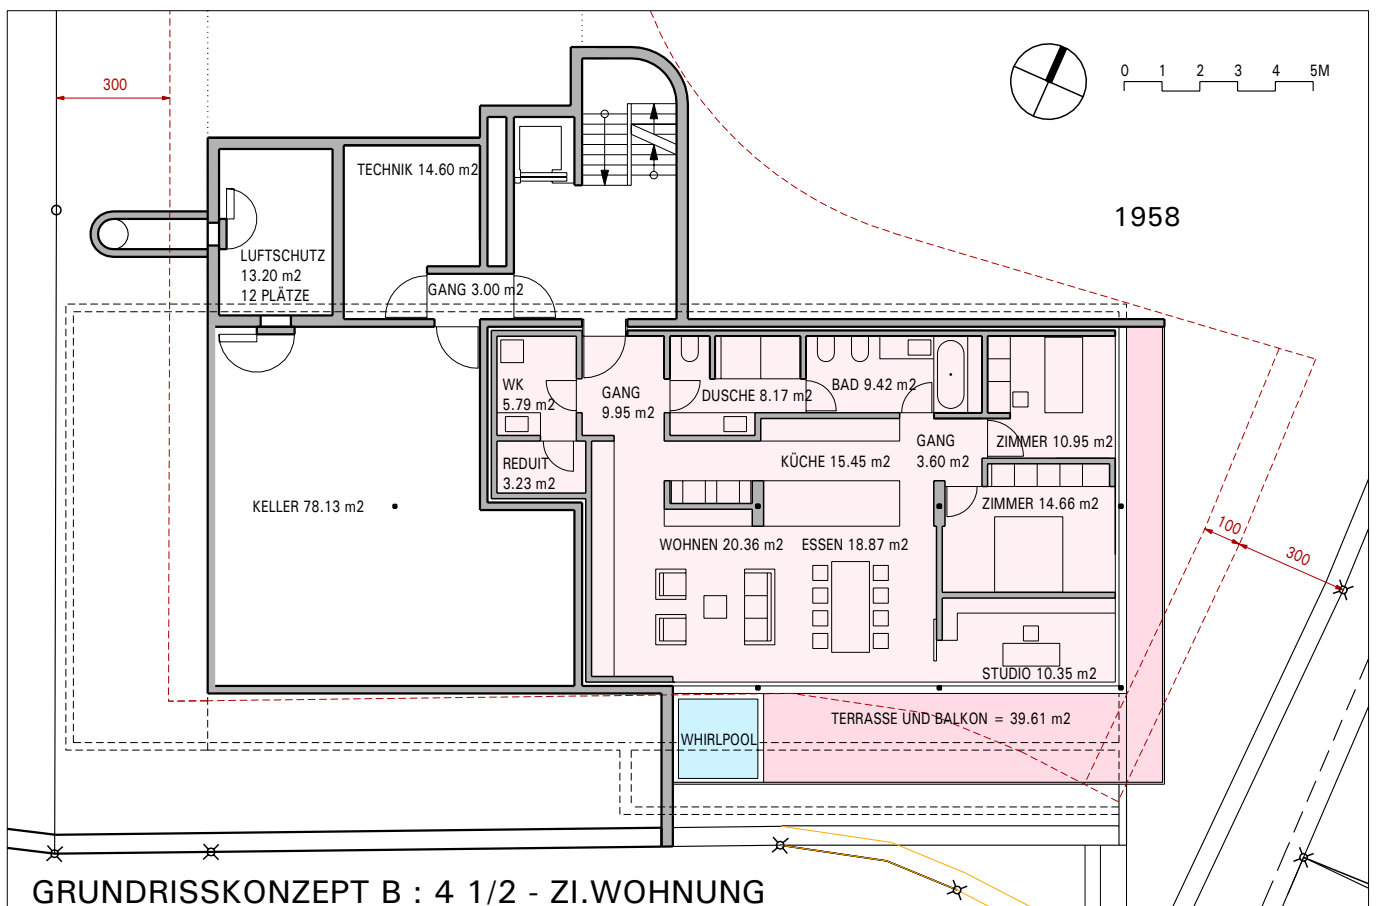 300
0 1 2 3 4 5M
TECHNIK 14.60 m2
1958
LUFTSCHUTZ
13.20 m2
12 PLÄTZE
GANG 3.00 m2
WK
5.79 m2
GANG
9.95 m2
DUSCHE 8.17 m2
BAD 9.42 m2
GANG
3.60 m2
ZIMMER 10.95 m2
KÜCHE 15.45 m2
REDUIT
3.23 m2
KELLER 78.13 m2
ZIMMER 14.66 m2
100
300
WOHNEN 20.36 m2
ESSEN 18.87 m2
STUDIO 10.35 m2
TERRASSE UND BALKON = 39.61 m2
WHIRLPOOL
GRUNDRISSKONZEPT B : 4 1/2 - ZI.WOHNUNG